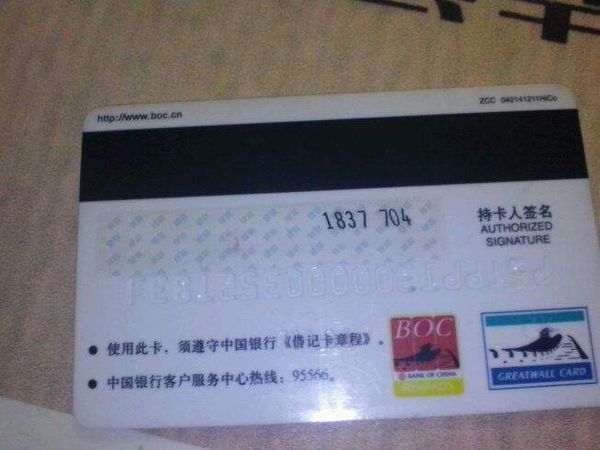 http://www.boc.cn
ZCC 042141211HiCo
1837 704
持卡人签名
AUTHORIZED
SIGNATURE
● 使用此卡，须遵守中国银行《借记卡章程》。
● 中国银行客户服务中心热线：95566。
BOC
BANK OF CHINA
GREATWALL CARD